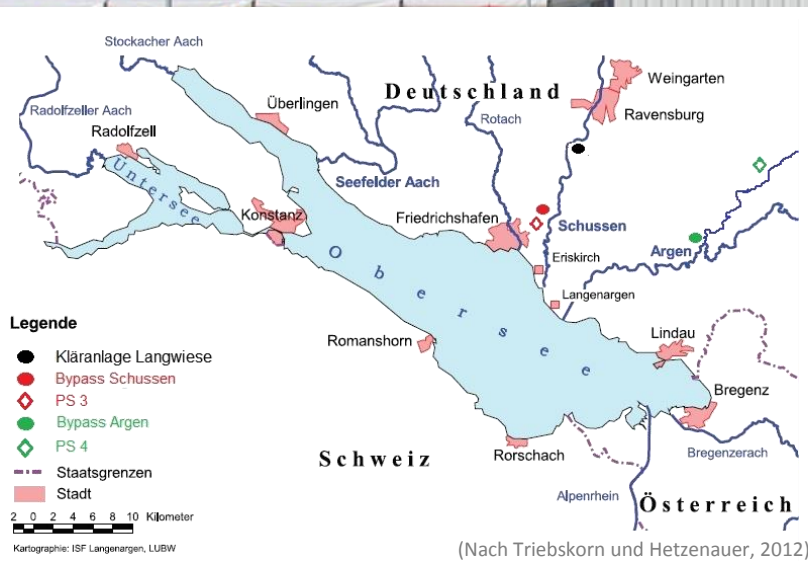 Stockacher Aach
Deutschland
Weingarten
Überlingen
Radolfzeller Aach
Rotach
Ravensburg
Radolfzell
Untersee
Seefelder Aach
Konstanz
Friedrichshafen
Schussen
Obersee
Eriskirch
Argen
Langenargen
Legende
Kläranlage Langwiese
Bypass Schussen
PS 3
Bypass Argen
PS 4
Staatsgrenzen
Stadt
2 0 2 4 6 8 10 Kilometer
Kartographie: ISF Langenargen, LUBW
Romanshorn
Lindau
Bregenz
Schweiz
Rorschach
Bregenzerach
Alpenrhein
Österreich
(Nach Triebskorn und Hetzenauer, 2012)